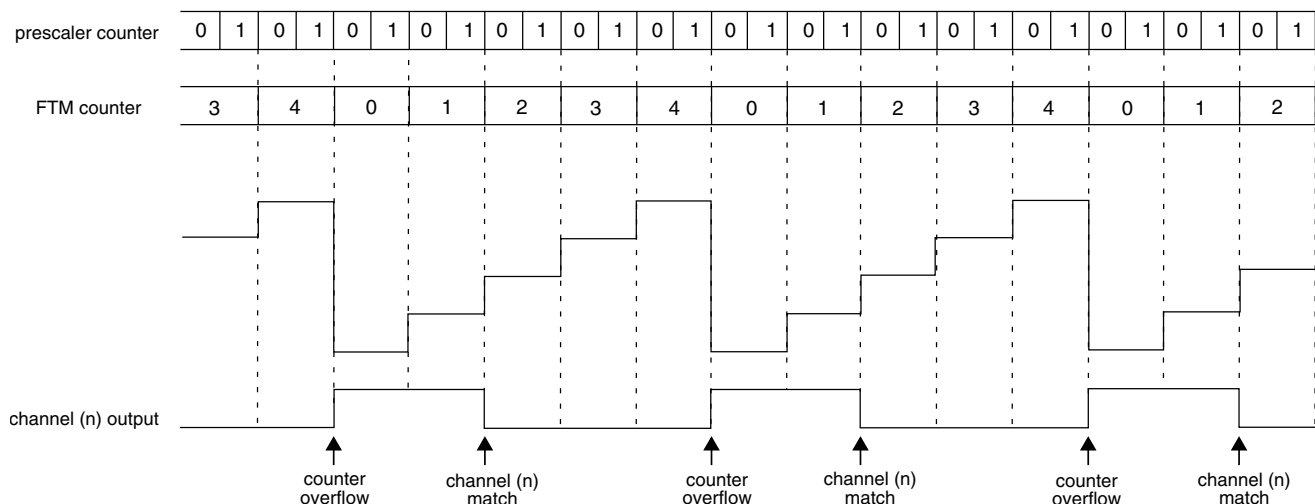 prescaler counter 0 1 0 1 0 1 0 1 0 1 0 1 0 1 0 1 0 1 0 1 0 1 0 1 0 1 0 1 0 1
FTM counter 3 4 0 1 2 3 4 0 1 2 3 4 0 1 2
channel (n) output
counter overflow
channel (n) match
counter overflow
channel (n) match
counter overflow
channel (n) match